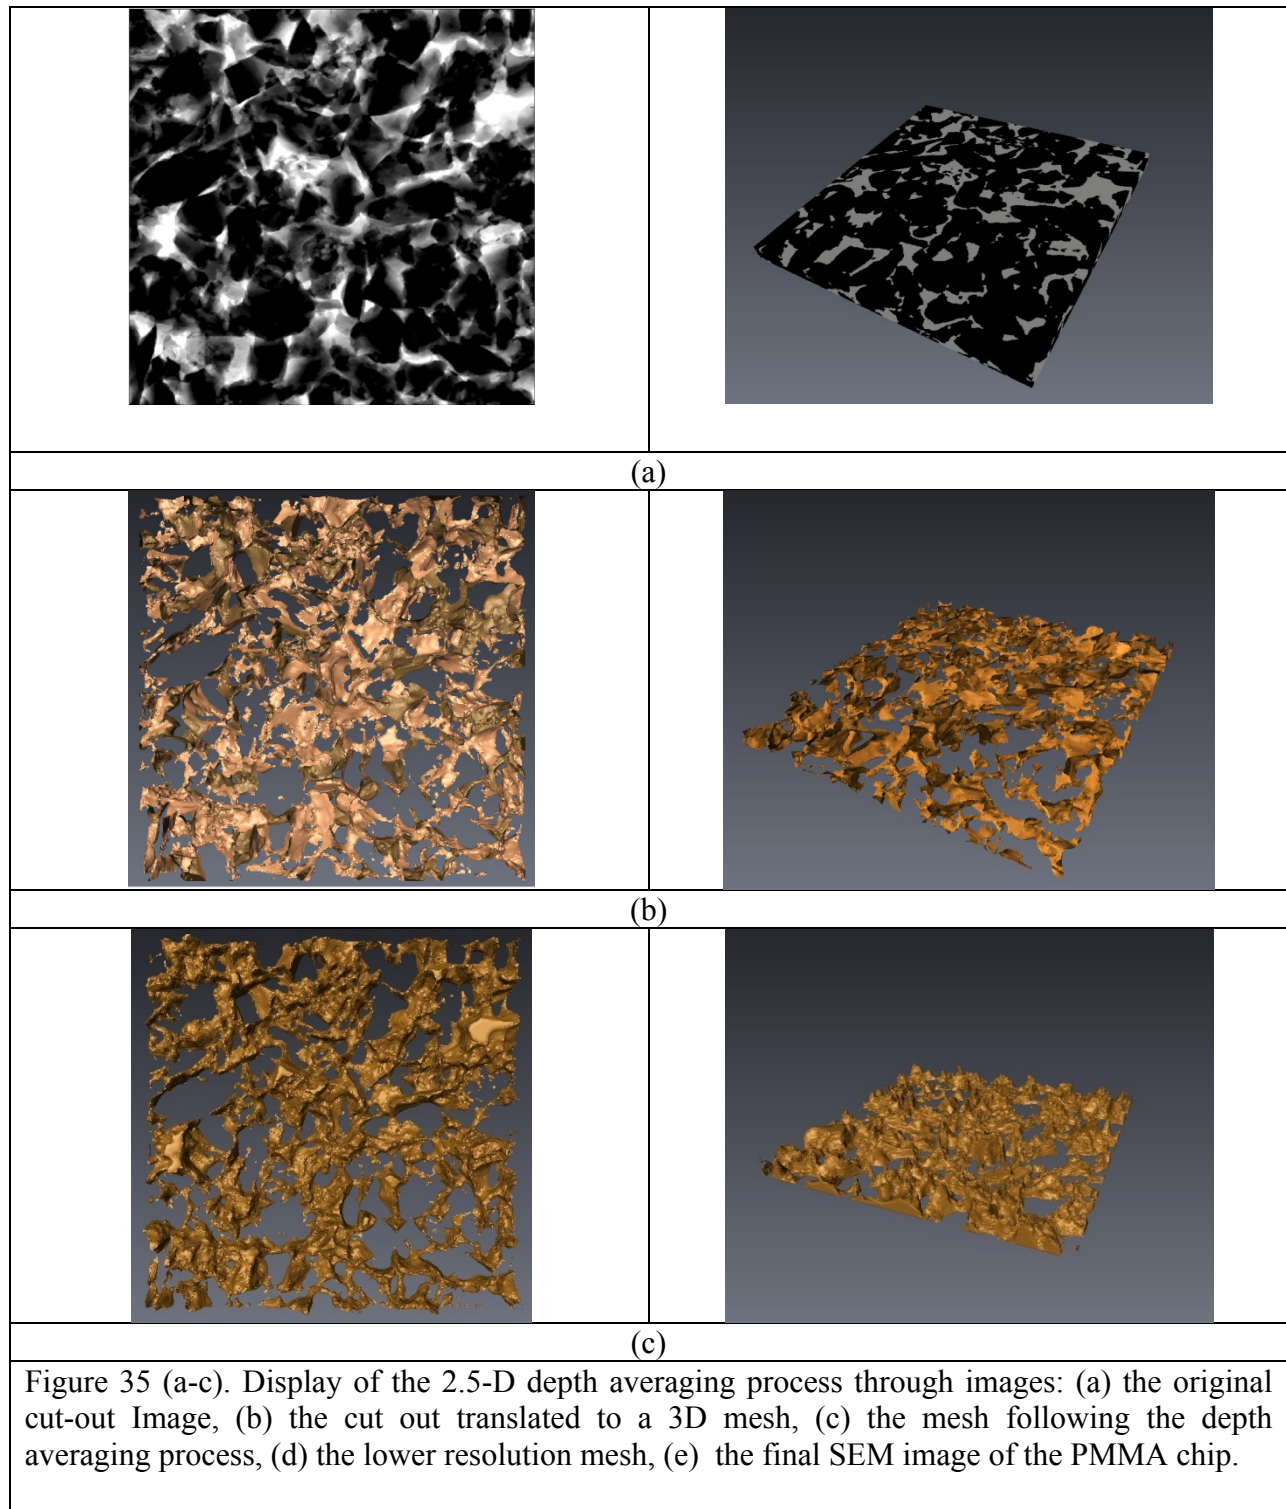 (a)
(b)
(c)
Figure 35 (a-c). Display of the 2.5-D depth averaging process through images: (a) the original
cut-out Image, (b) the cut out translated to a 3D mesh, (c) the mesh following the depth
averaging process, (d) the lower resolution mesh, (e) the final SEM image of the PMMA chip.